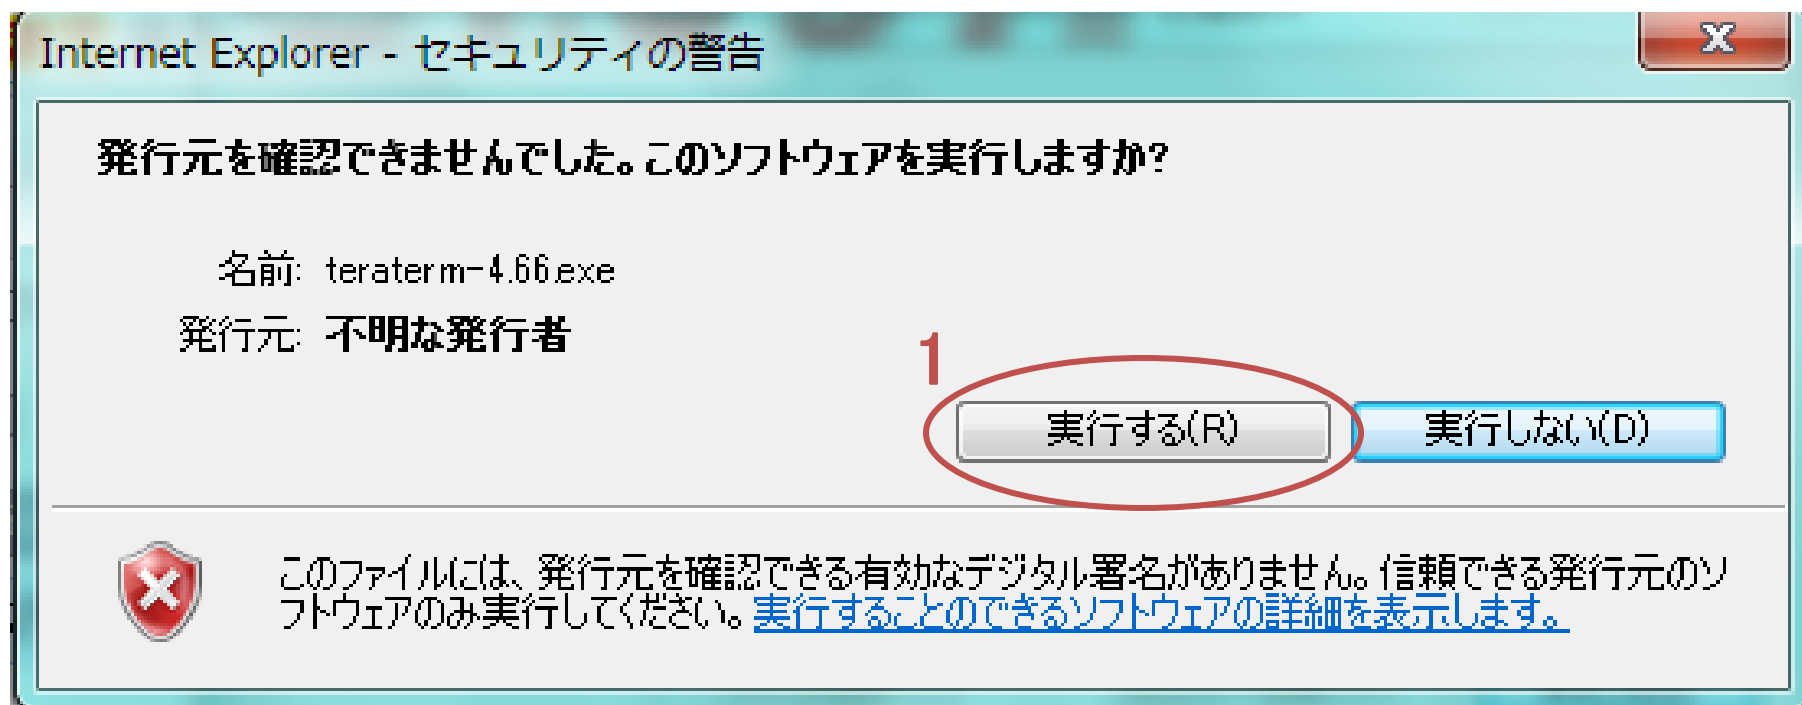 Internet Explorer - セキュリティの警告
発行元を確認できませんでした。このソフトウェアを実行しますか?
名前: teraterm-4.66.exe
発行元: 不明な発行者
1
実行する(R)
実行しない(D)
このファイルには、発行元を確認できる有効なデジタル署名がありません。信頼できる発行元のソ
フトウェアのみ実行してください。実行することのできるソフトウェアの詳細を表示します。